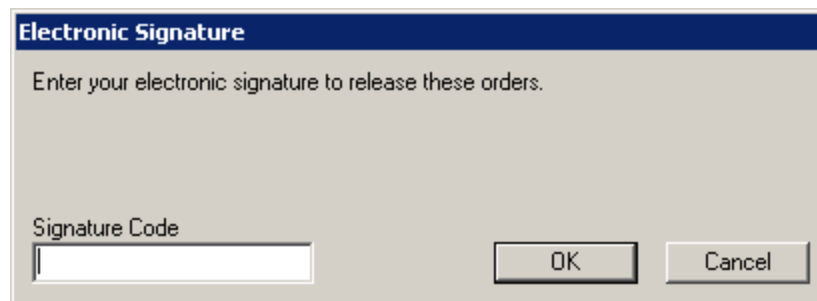 Electronic Signature
Enter your electronic signature to release these orders.
Signature Code
OK Cancel